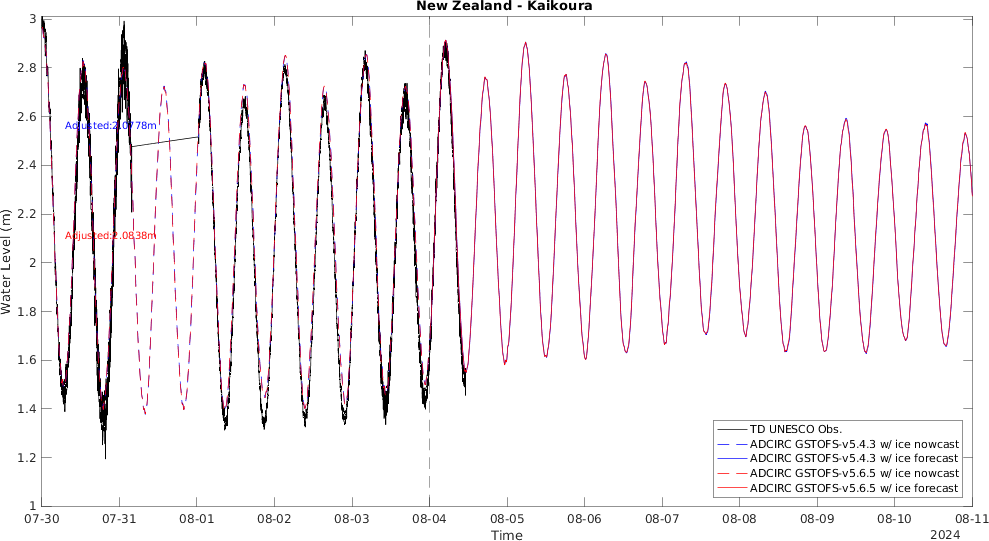 New Zealand - Kaikoura
3
2.8
2.6
2.4
2.2
2
1.8
1.6
1.4
1.2
1
Water Level (m)
Adjusted:2.0778m
Adjusted:2.0838m
TD UNESCO Obs.
ADCIRC GSTOFS-v5.4.3 w/ ice nowcast
ADCIRC GSTOFS-v5.4.3 w/ ice forecast
ADCIRC GSTOFS-v5.6.5 w/ ice nowcast
ADCIRC GSTOFS-v5.6.5 w/ ice forecast
07-30 07-31 08-01 08-02 08-03 08-04 08-05 08-06 08-07 08-08 08-09 08-10 08-11
Time
2024